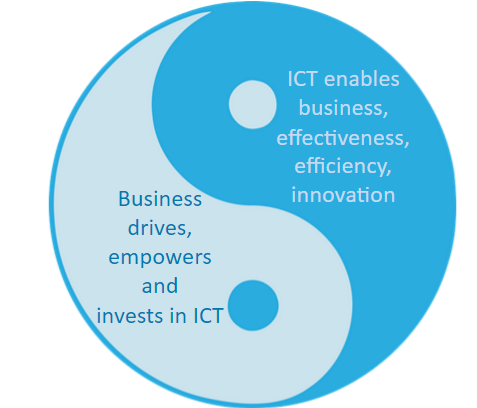 ICT enables
business,
effectiveness,
efficiency,
innovation
Business
drives,
empowers
and
invests in ICT